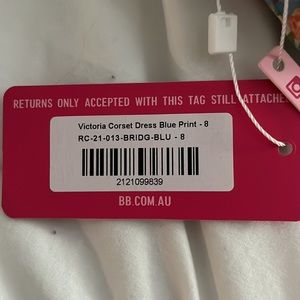 RETURNS ONLY ACCEPTED WITH THIS TAG STILL ATTACHE
Victoria Corset Dress Blue Print - 8
RC-21-013-BRIDG-BLU - 8
2121099839
BB.COM.AU